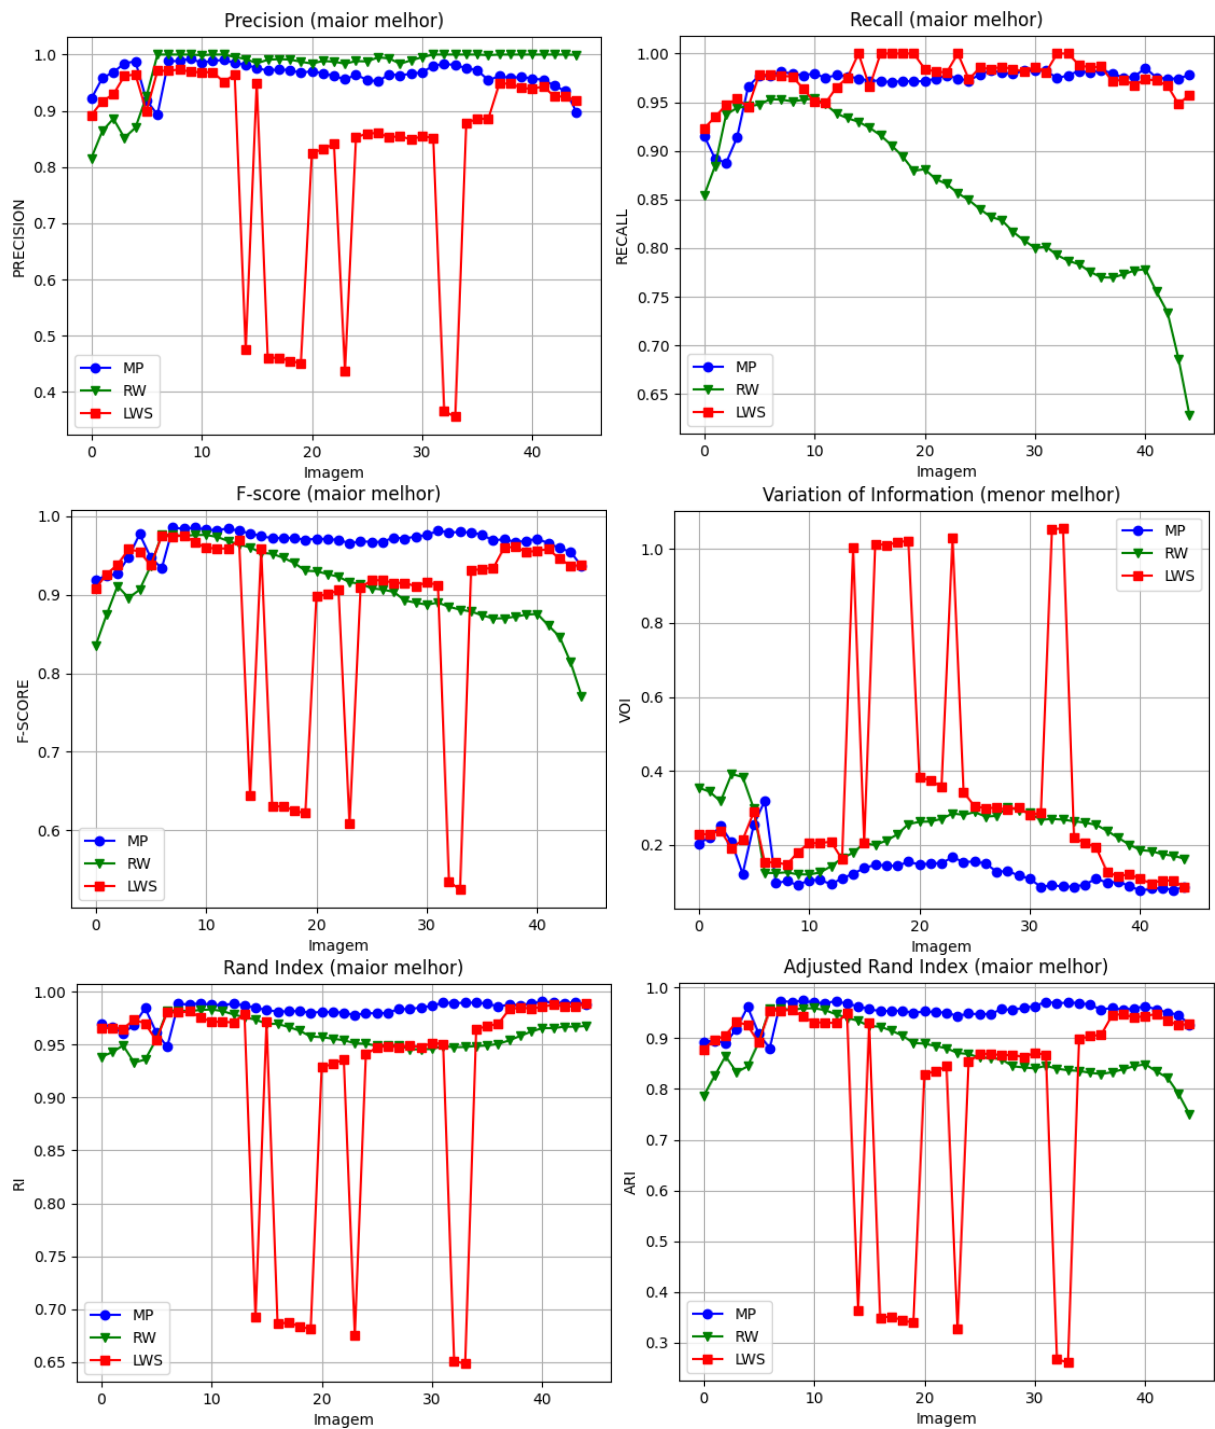 Precision (maior melhor)
1.0
0.9
0.8
0.7
0.6
0.5
0.4
PRECISION
MP
RW
LWS
0 10 20 30 40
Imagem
Recall (maior melhor)
1.00
0.95
0.90
0.85
0.80
0.75
0.70
0.65
RECALL
MP
RW
LWS
0 10 20 30 40
Imagem
F-score (maior melhor)
1.0
0.9
0.8
0.7
0.6
F-SCORE
MP
RW
LWS
0 10 20 30 40
Imagem
Variation of Information (menor melhor)
1.0
0.8
0.6
0.4
0.2
VOI
MP
RW
LWS
0 10 20 30 40
Imagem
Rand Index (maior melhor)
1.00
0.95
0.90
0.85
0.80
0.75
0.70
0.65
RI
MP
RW
LWS
0 10 20 30 40
Imagem
Adjusted Rand Index (maior melhor)
1.0
0.9
0.8
0.7
0.6
0.5
0.4
0.3
ARI
MP
RW
LWS
0 10 20 30 40
Imagem